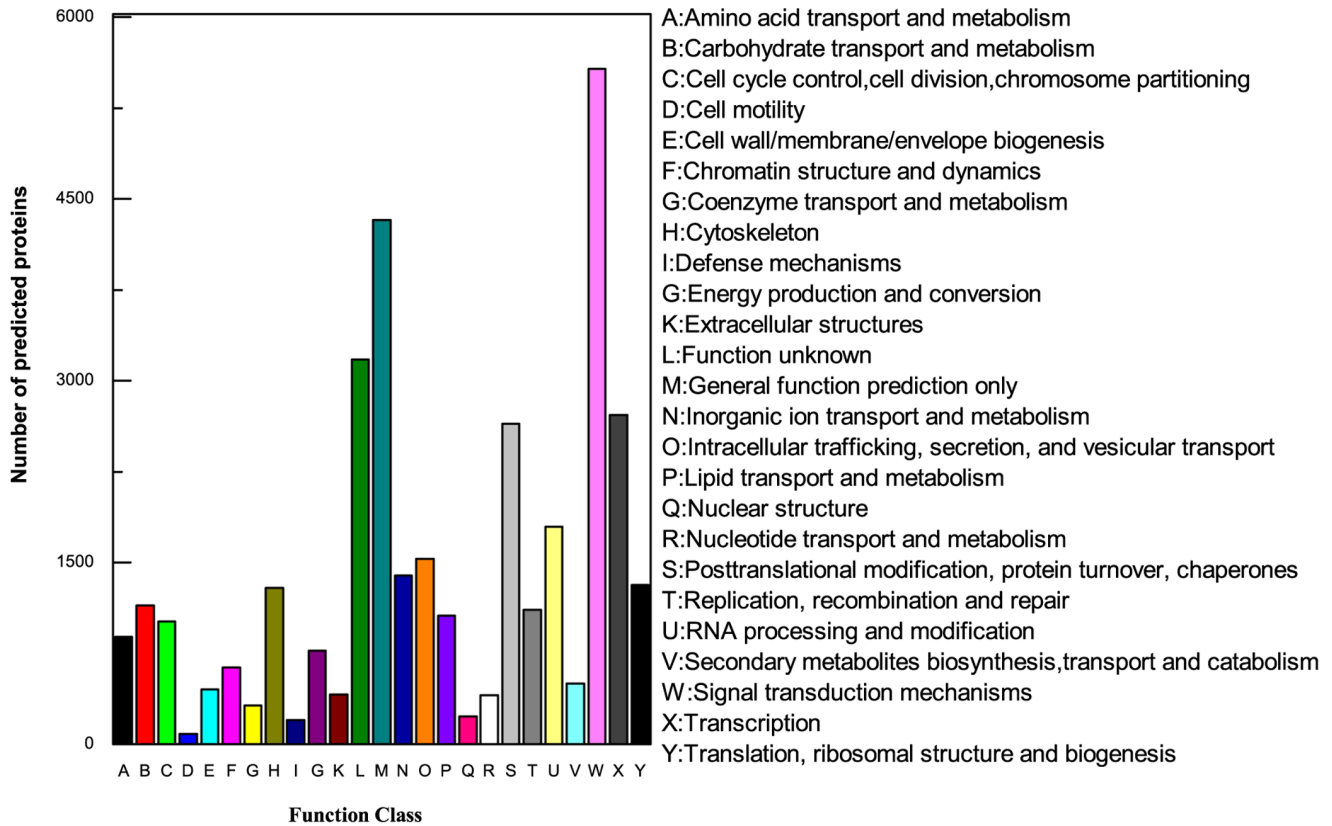 6000
4500
3000
1500
0
Number of predicted proteins
A B C D E F G H I G K L M N O P Q R S T U V W X Y
Function Class
A:Amino acid transport and metabolism
B:Carbohydrate transport and metabolism
C:Cell cycle control,cell division,chromosome partitioning
D:Cell motility
E:Cell wall/membrane/envelope biogenesis
F:Chromatin structure and dynamics
G:Coenzyme transport and metabolism
H:Cytoskeleton
I:Defense mechanisms
G:Energy production and conversion
K:Extracellular structures
L:Function unknown
M:General function prediction only
N:Inorganic ion transport and metabolism
O:Intracellular trafficking, secretion, and vesicular transport
P:Lipid transport and metabolism
Q:Nuclear structure
R:Nucleotide transport and metabolism
S:Posttranslational modification, protein turnover, chaperones
T:Replication, recombination and repair
U:RNA processing and modification
V:Secondary metabolites biosynthesis,transport and catabolism
W:Signal transduction mechanisms
X:Transcription
Y:Translation, ribosomal structure and biogenesis